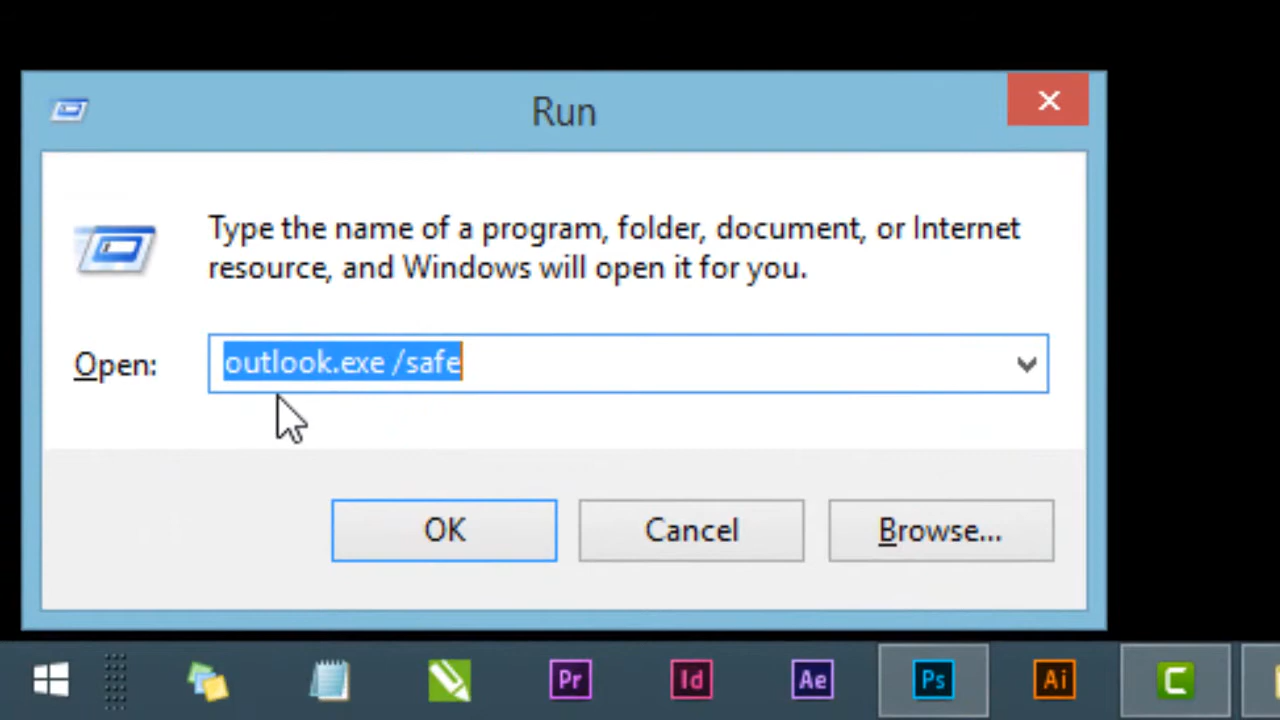 Run
Type the name of a program, folder, document, or Internet
resource, and Windows will open it for you.
Open:
outlook.exe /safe
OK
Cancel
Browse...
Pr
Id
Ae
Ps
Ai
C